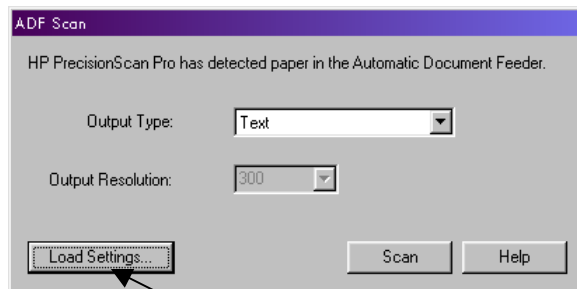 ADF Scan
HP PrecisionScan Pro has detected paper in the Automatic Document Feeder.
Output Type: Text
Output Resolution: 300
Load Settings... Scan Help